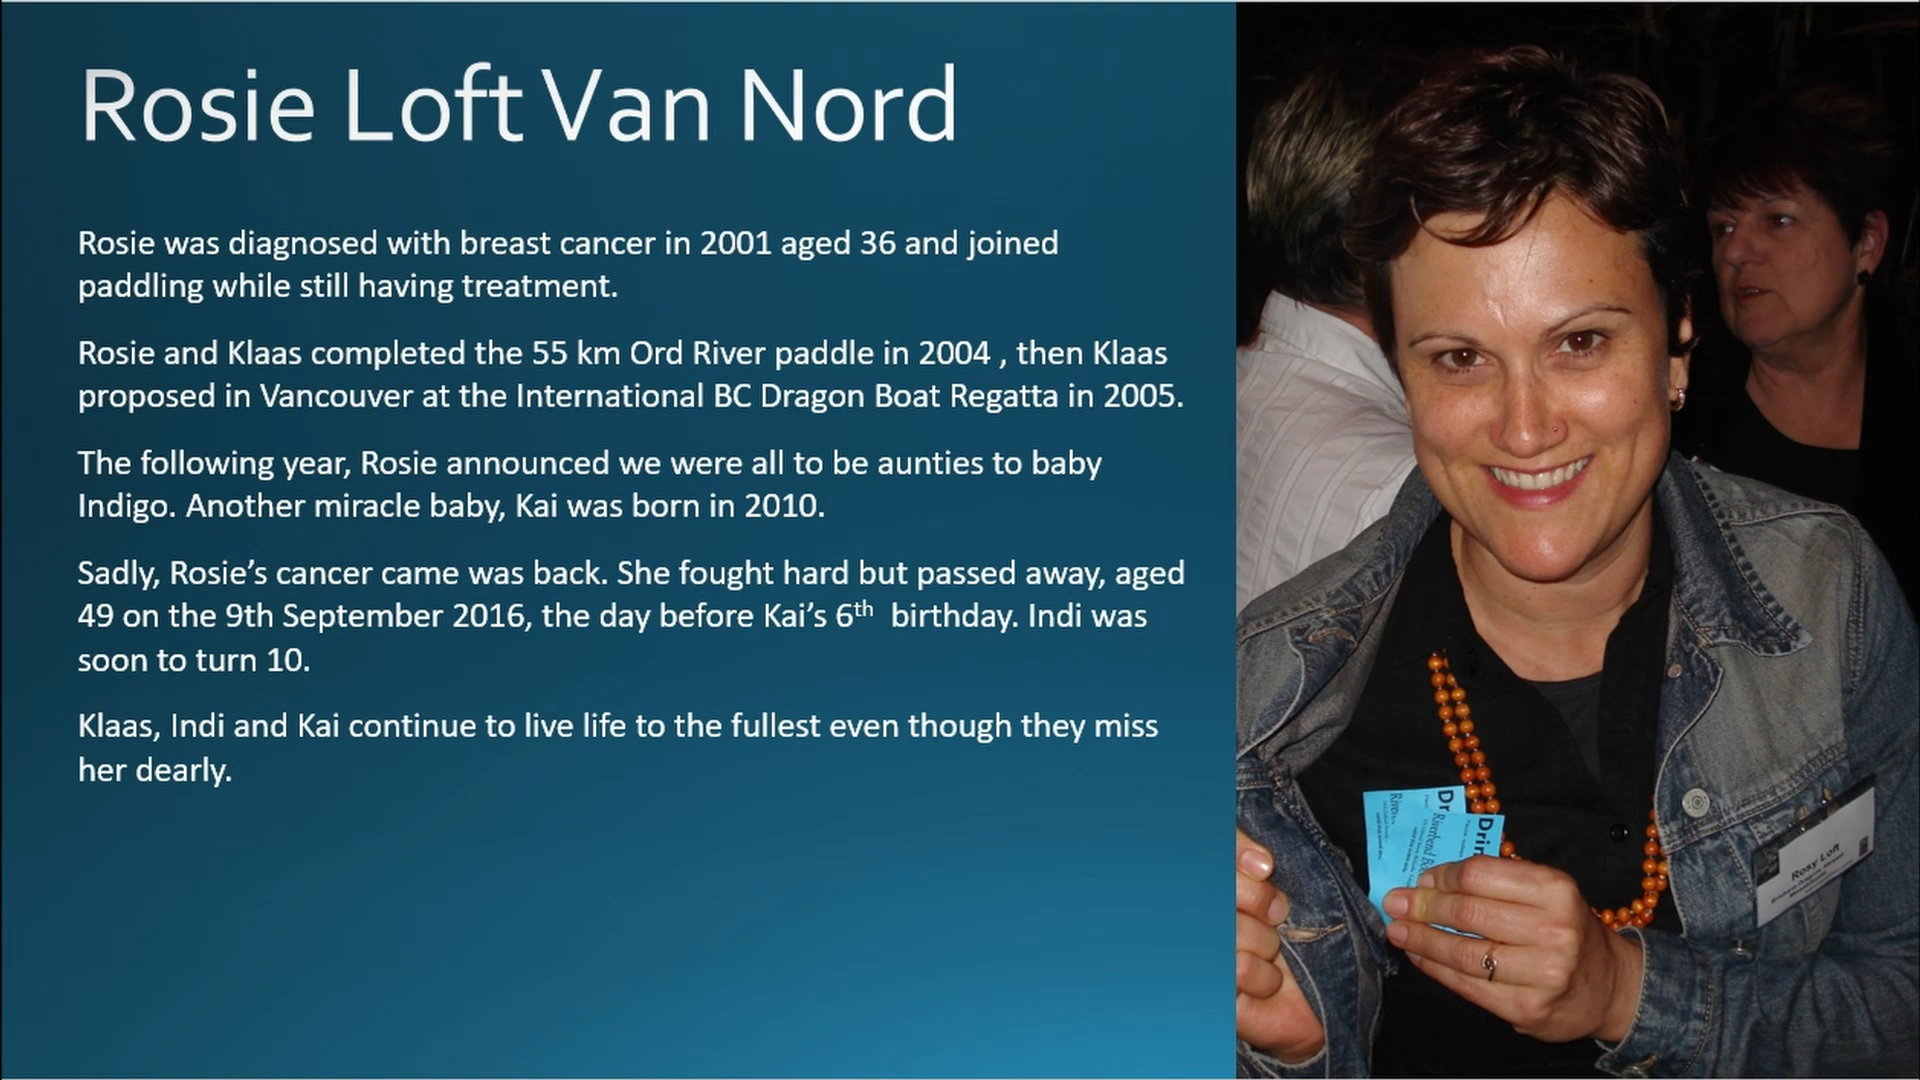 Rosie Loft Van Nord
Rosie was diagnosed with breast cancer in 2001 aged 36 and joined
paddling while still having treatment.
Rosie and Klaas completed the 55 km Ord River paddle in 2004 , then Klaas
proposed in Vancouver at the International BC Dragon Boat Regatta in 2005.
The following year, Rosie announced we were all to be aunties to baby
Indigo. Another miracle baby, Kai was born in 2010.
Sadly, Rosie’s cancer came was back. She fought hard but passed away, aged
49 on the 9th September 2016, the day before Kai’s 6th birthday. Indi was
soon to turn 10.
Klaas, Indi and Kai continue to live life to the fullest even though they miss
her dearly.
Rosy Loft